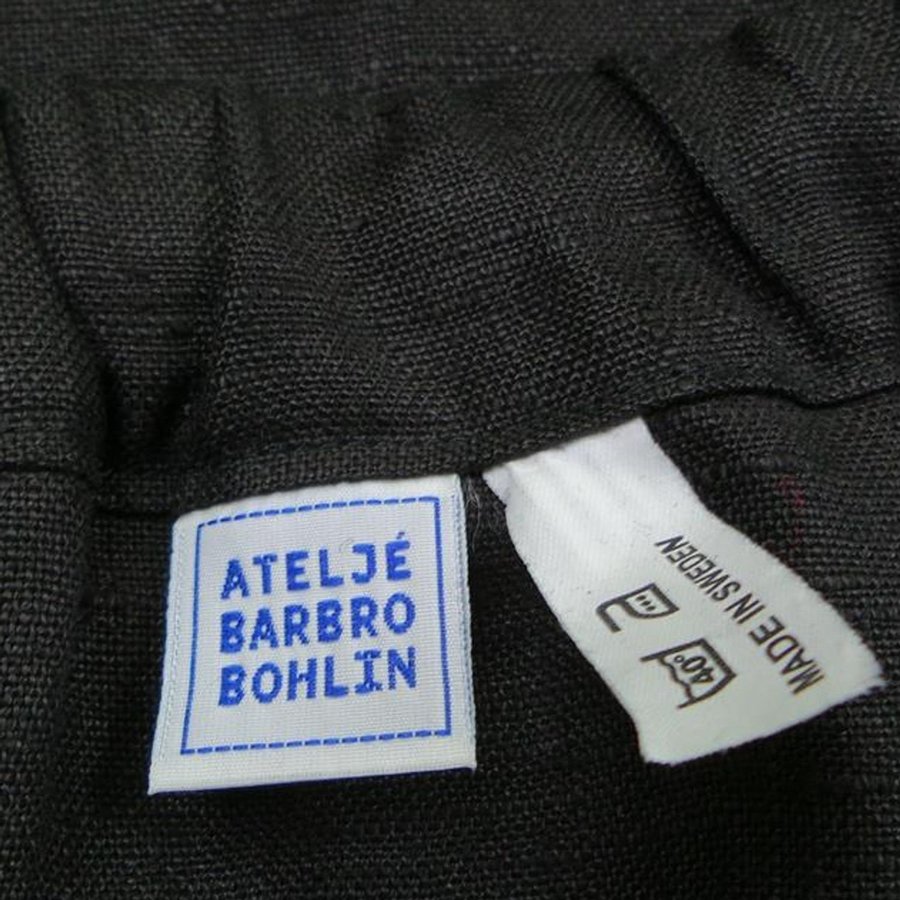 ATELJÉ
BARBRO
BOHLIN
MADE IN SWEDEN
40°